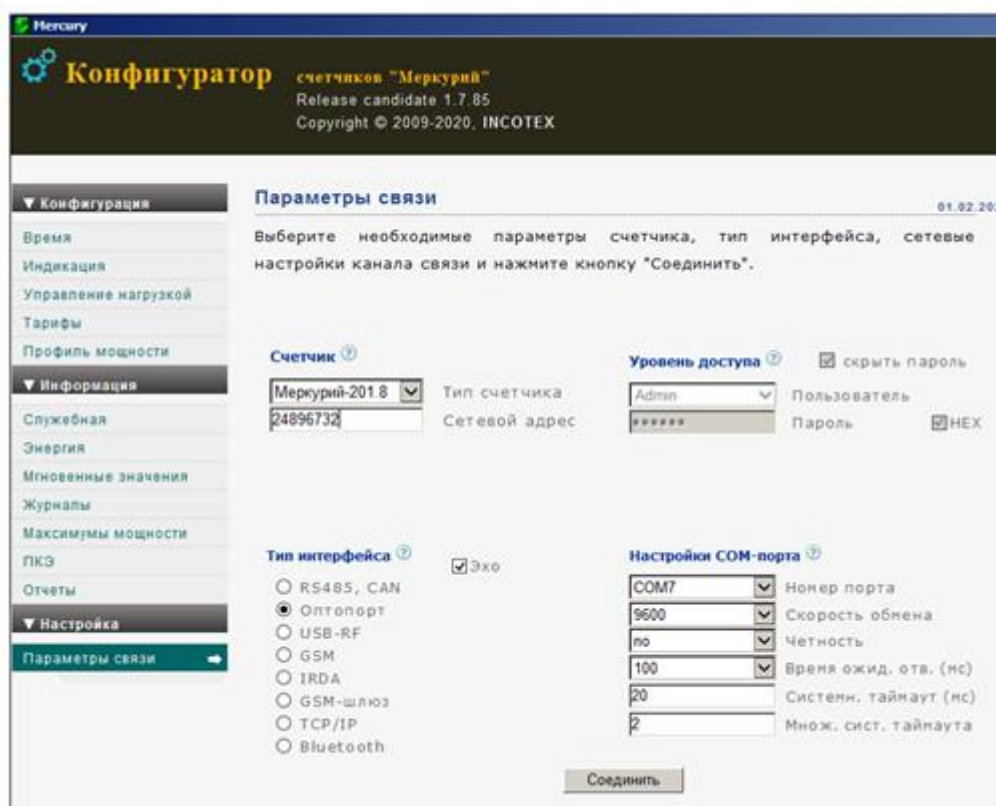 Mercury
Конфигуратор счетчиков "Меркурий"
Release candidate 1.7.85
Copyright © 2009-2020, INCOTEX
▼ Конфигурация
Время
Индикация
Управление нагрузкой
Тарифы
Профиль мощности
▼ Информация
Служебная
Энергия
Мгновенные значения
Журналы
Максимумы мощности
ПКЭ
Отчеты
▼ Настройка
Параметры связи
Параметры связи
01.02.20
Выберите необходимые параметры счетчика, тип интерфейса, сетевые
настройки канала связи и нажмите кнопку "Соединить".
Счетчик ?
Меркурий-201.8 Тип счетчика
24896732 Сетевой адрес
Уровень доступа ? скрыть пароль
Admin Пользователь
****** Пароль HEX
Тип интерфейса ? Эхо
RS485, CAN
Оптопорт
USB-RF
GSM
IRDA
GSM-шлюз
TCP/IP
Bluetooth
Настройки COM-порта ?
COM7 Номер порта
9600 Скорость обмена
no Четность
100 Время ожид. отв. (мс)
20 Системн. таймаут (мс)
2 Множ. сист. таймаута
Соединить